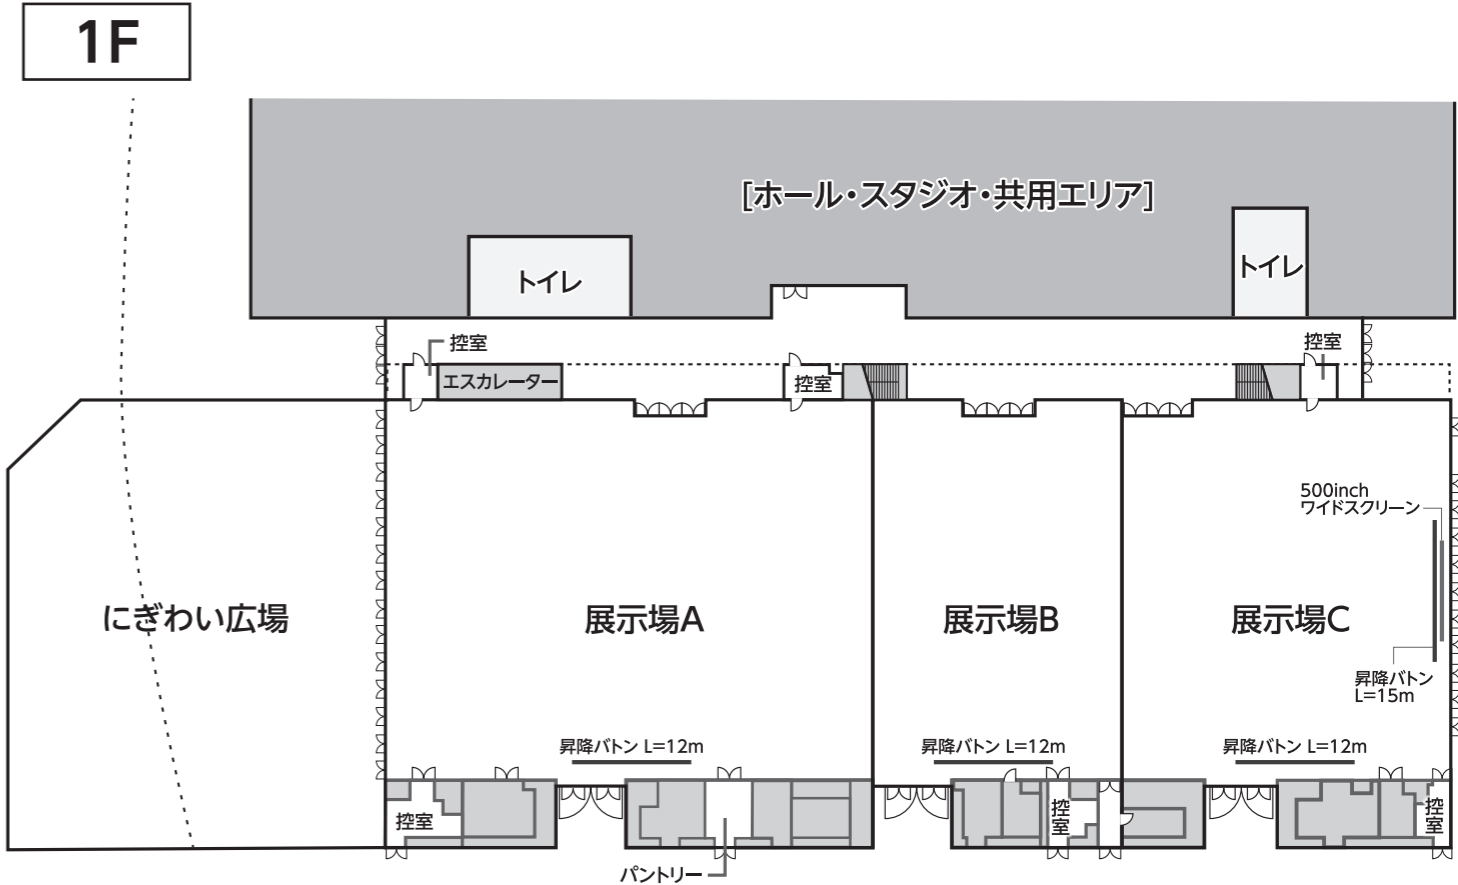 1F
[ホール・スタジオ・共用エリア]
トイレ
トイレ
控室
控室
エスカレーター
控室
500inch
ワイドスクリーン
にぎわい広場
展示場A
展示場B
展示場C
昇降バトン
L=15m
昇降バトン L=12m
昇降バトン L=12m
昇降バトン L=12m
控室
控室
控室
パントリー